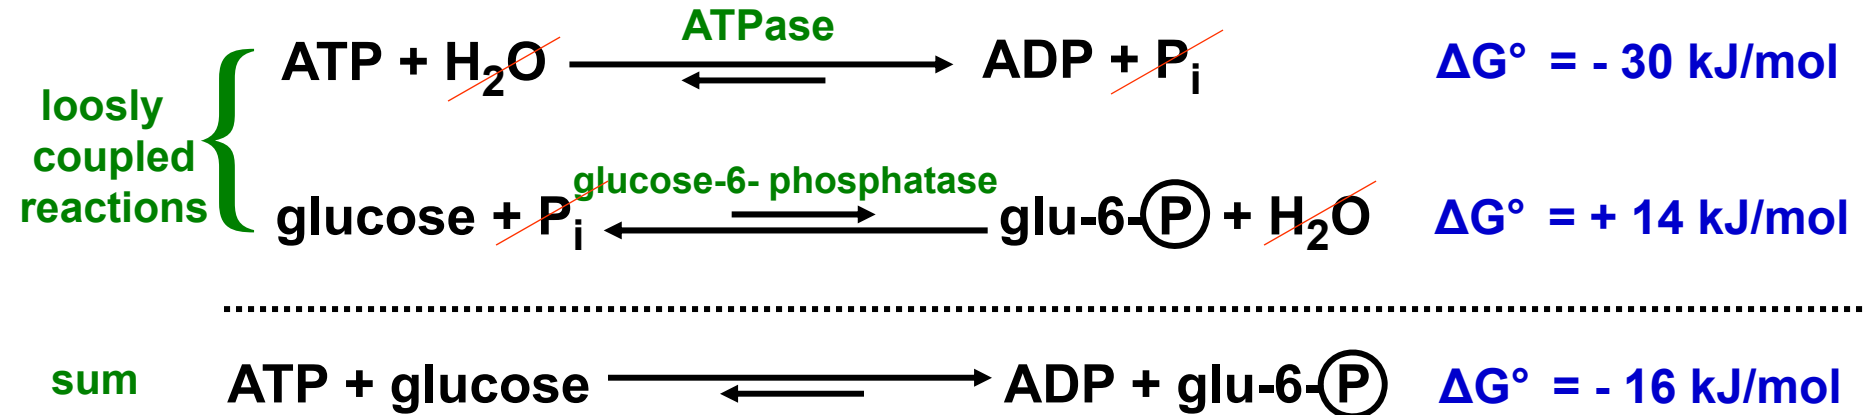 ATPase
ATP + H₂O ADP + Pᵢ ΔG° = - 30 kJ/mol
loosly
coupled
reactions
glucose-6- phosphatase
glucose + Pᵢ glu-6-P + H₂O ΔG° = + 14 kJ/mol
sum ATP + glucose ADP + glu-6-P ΔG° = - 16 kJ/mol